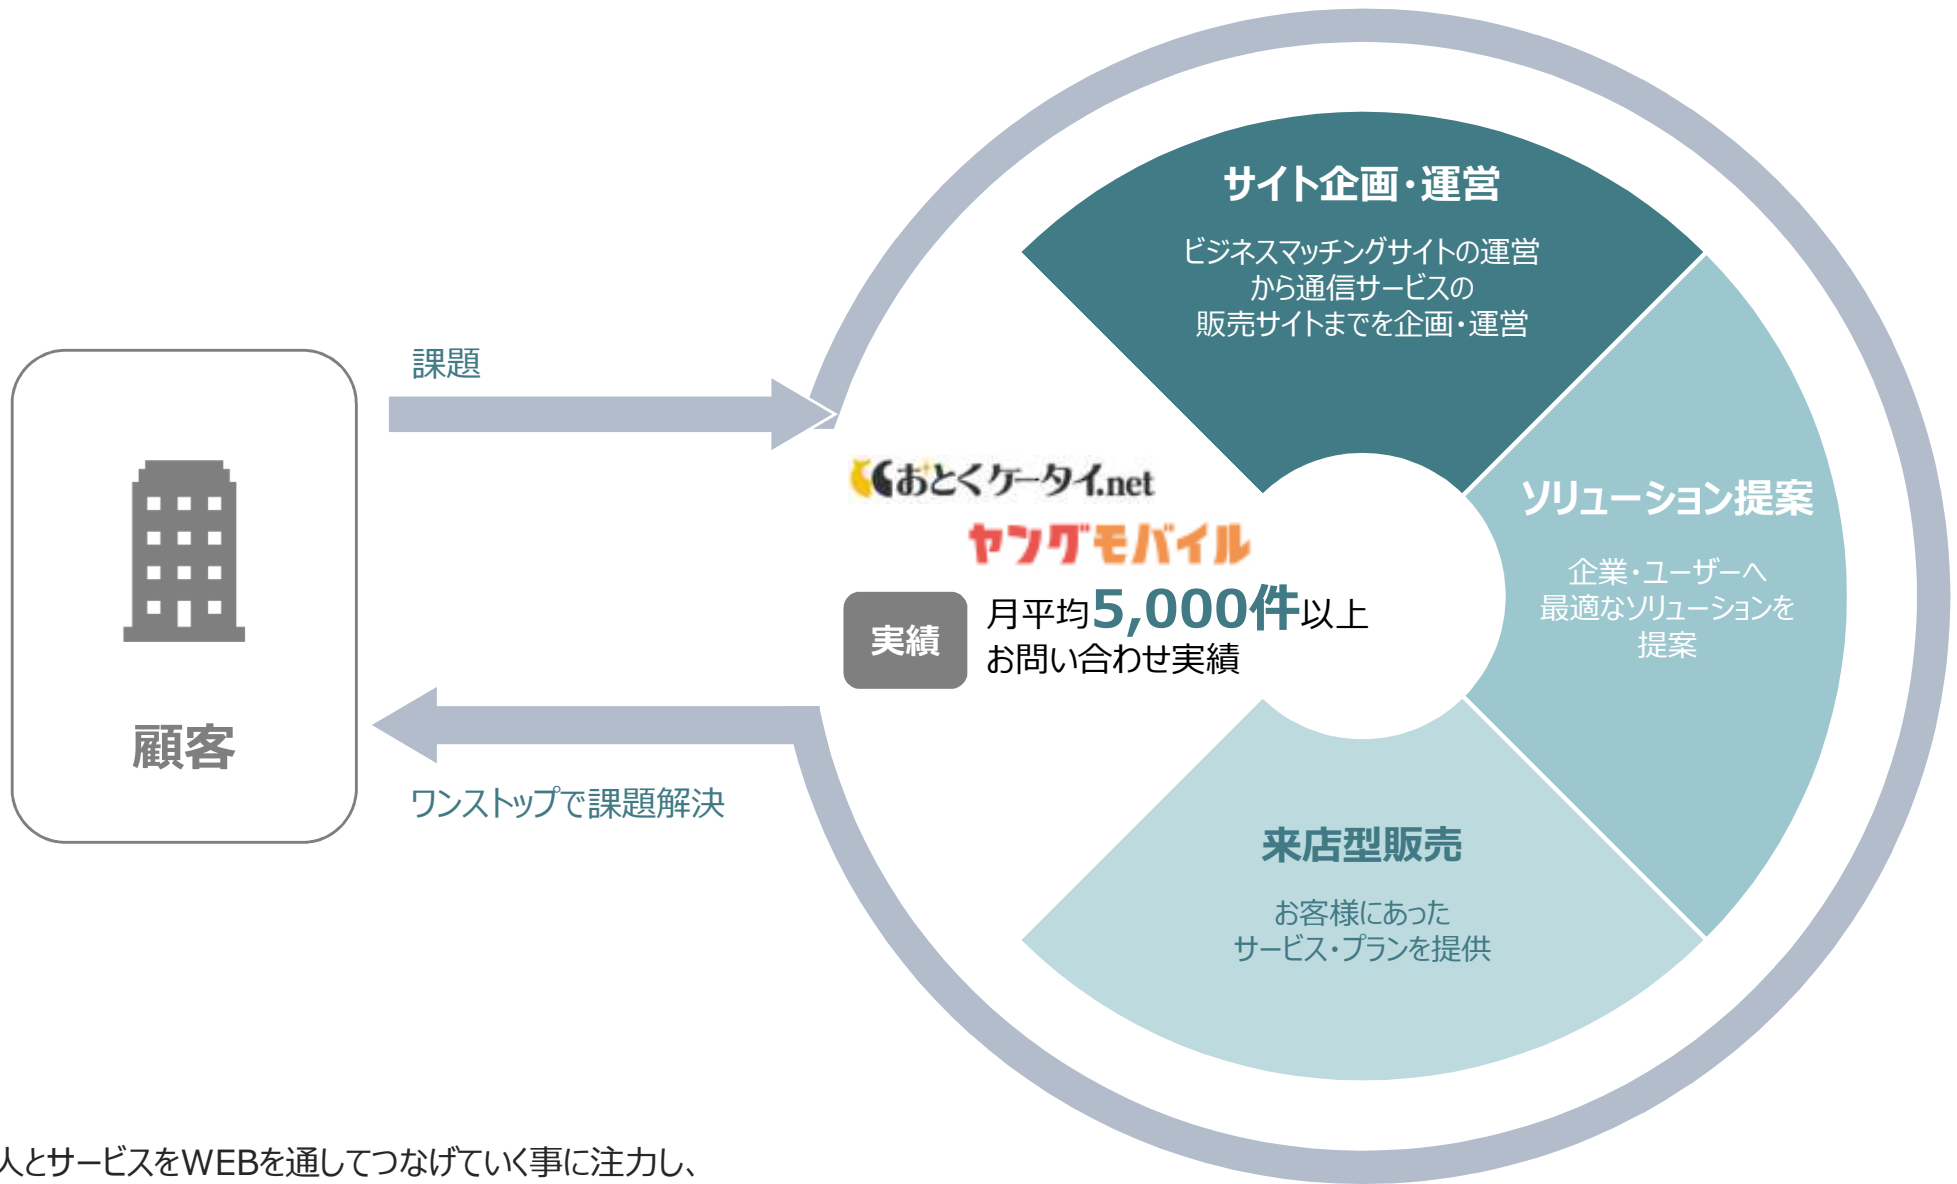 サイト企画・運営
ビジネスマッチングサイトの運営
から通信サービスの
販売サイトまでを企画・運営
課題
おとくケータイ.net
ヤングモバイル
ソリューション提案
企業・ユーザーへ
最適なソリューションを
提案
実績
月平均5,000件以上
お問い合わせ実績
顧客
ワンストップで課題解決
来店型販売
お客様にあった
サービス・プランを提供
人とサービスをWEBを通してつなげていく事に注力し、